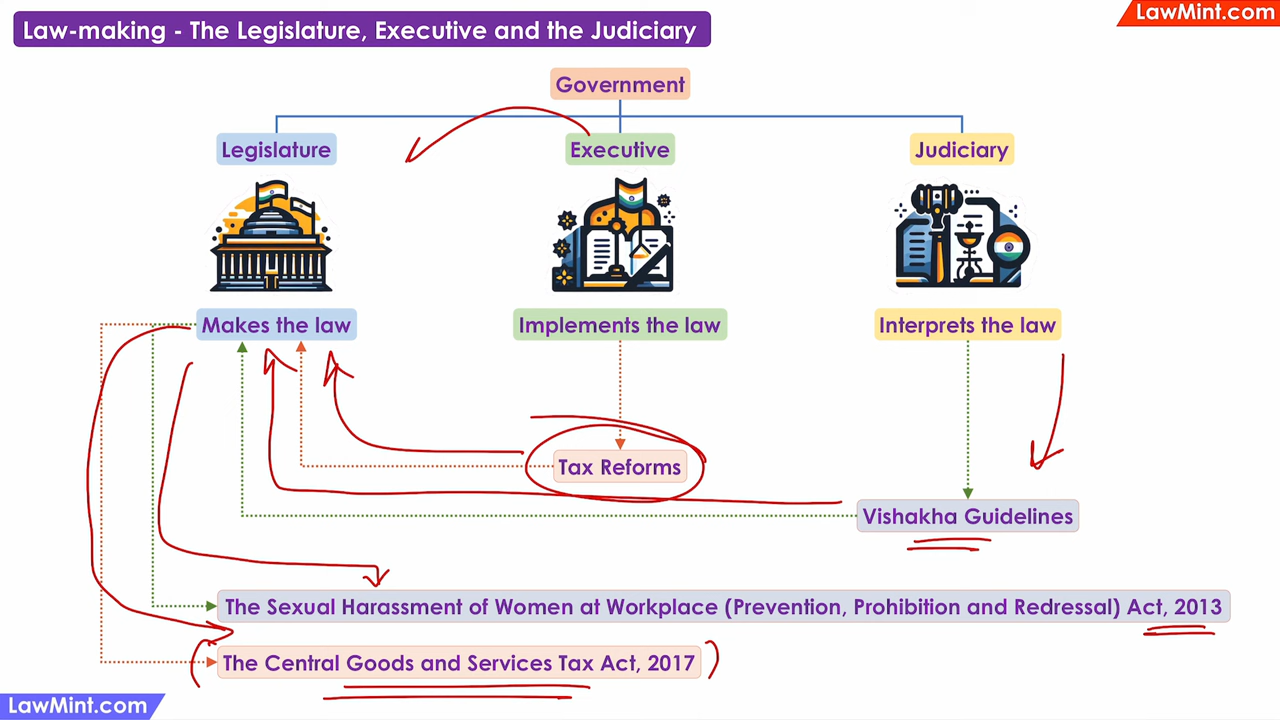 Law-making - The Legislature, Executive and the Judiciary
LawMint.com
Government
Legislature
Executive
Judiciary
Makes the law
Implements the law
Interprets the law
Tax Reforms
Vishakha Guidelines
The Sexual Harassment of Women at Workplace (Prevention, Prohibition and Redressal) Act, 2013
The Central Goods and Services Tax Act, 2017
LawMint.com